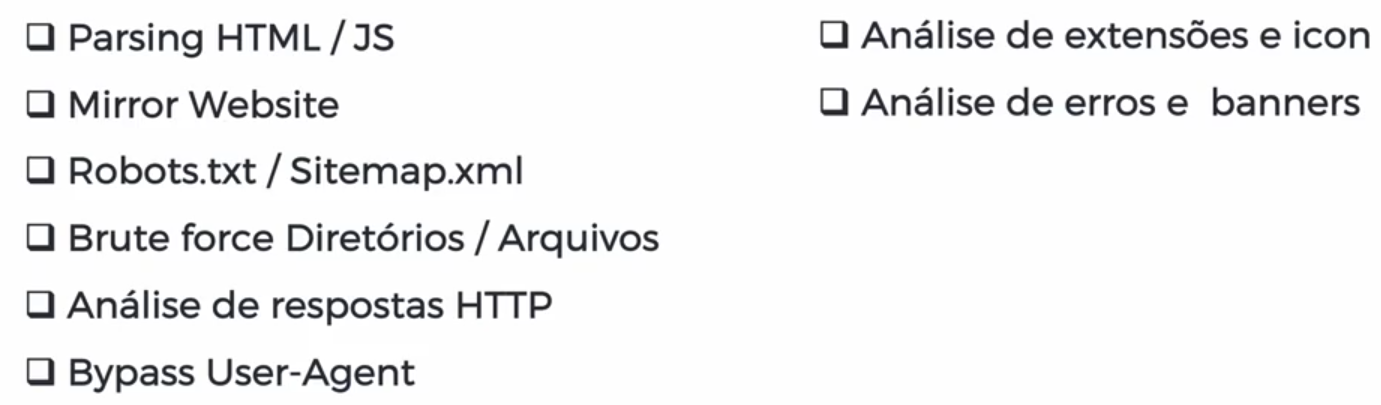 ❑ Parsing HTML / JS
❑ Mirror Website
❑ Robots.txt / Sitemap.xml
❑ Brute force Diretórios / Arquivos
❑ Análise de respostas HTTP
❑ Bypass User-Agent
❑ Análise de extensões e icon
❑ Análise de erros e  banners